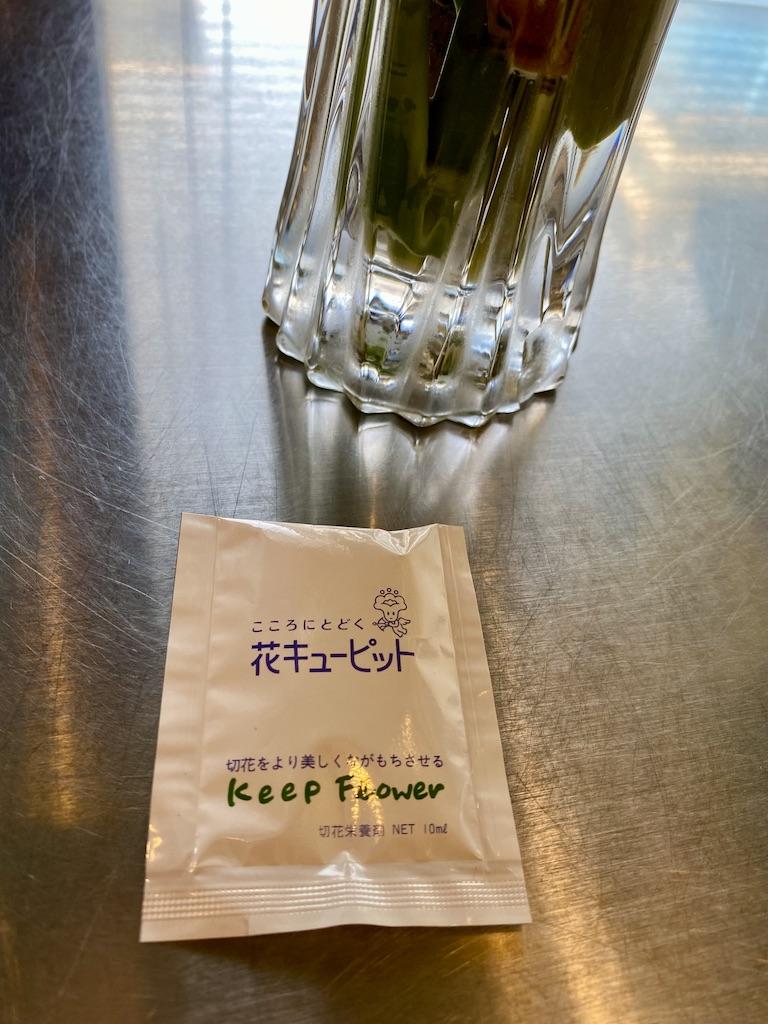 こころにとどく
花キューピット
切花をより美しくながもちさせる
Keep Flower
切花栄養剤 NET 10ml